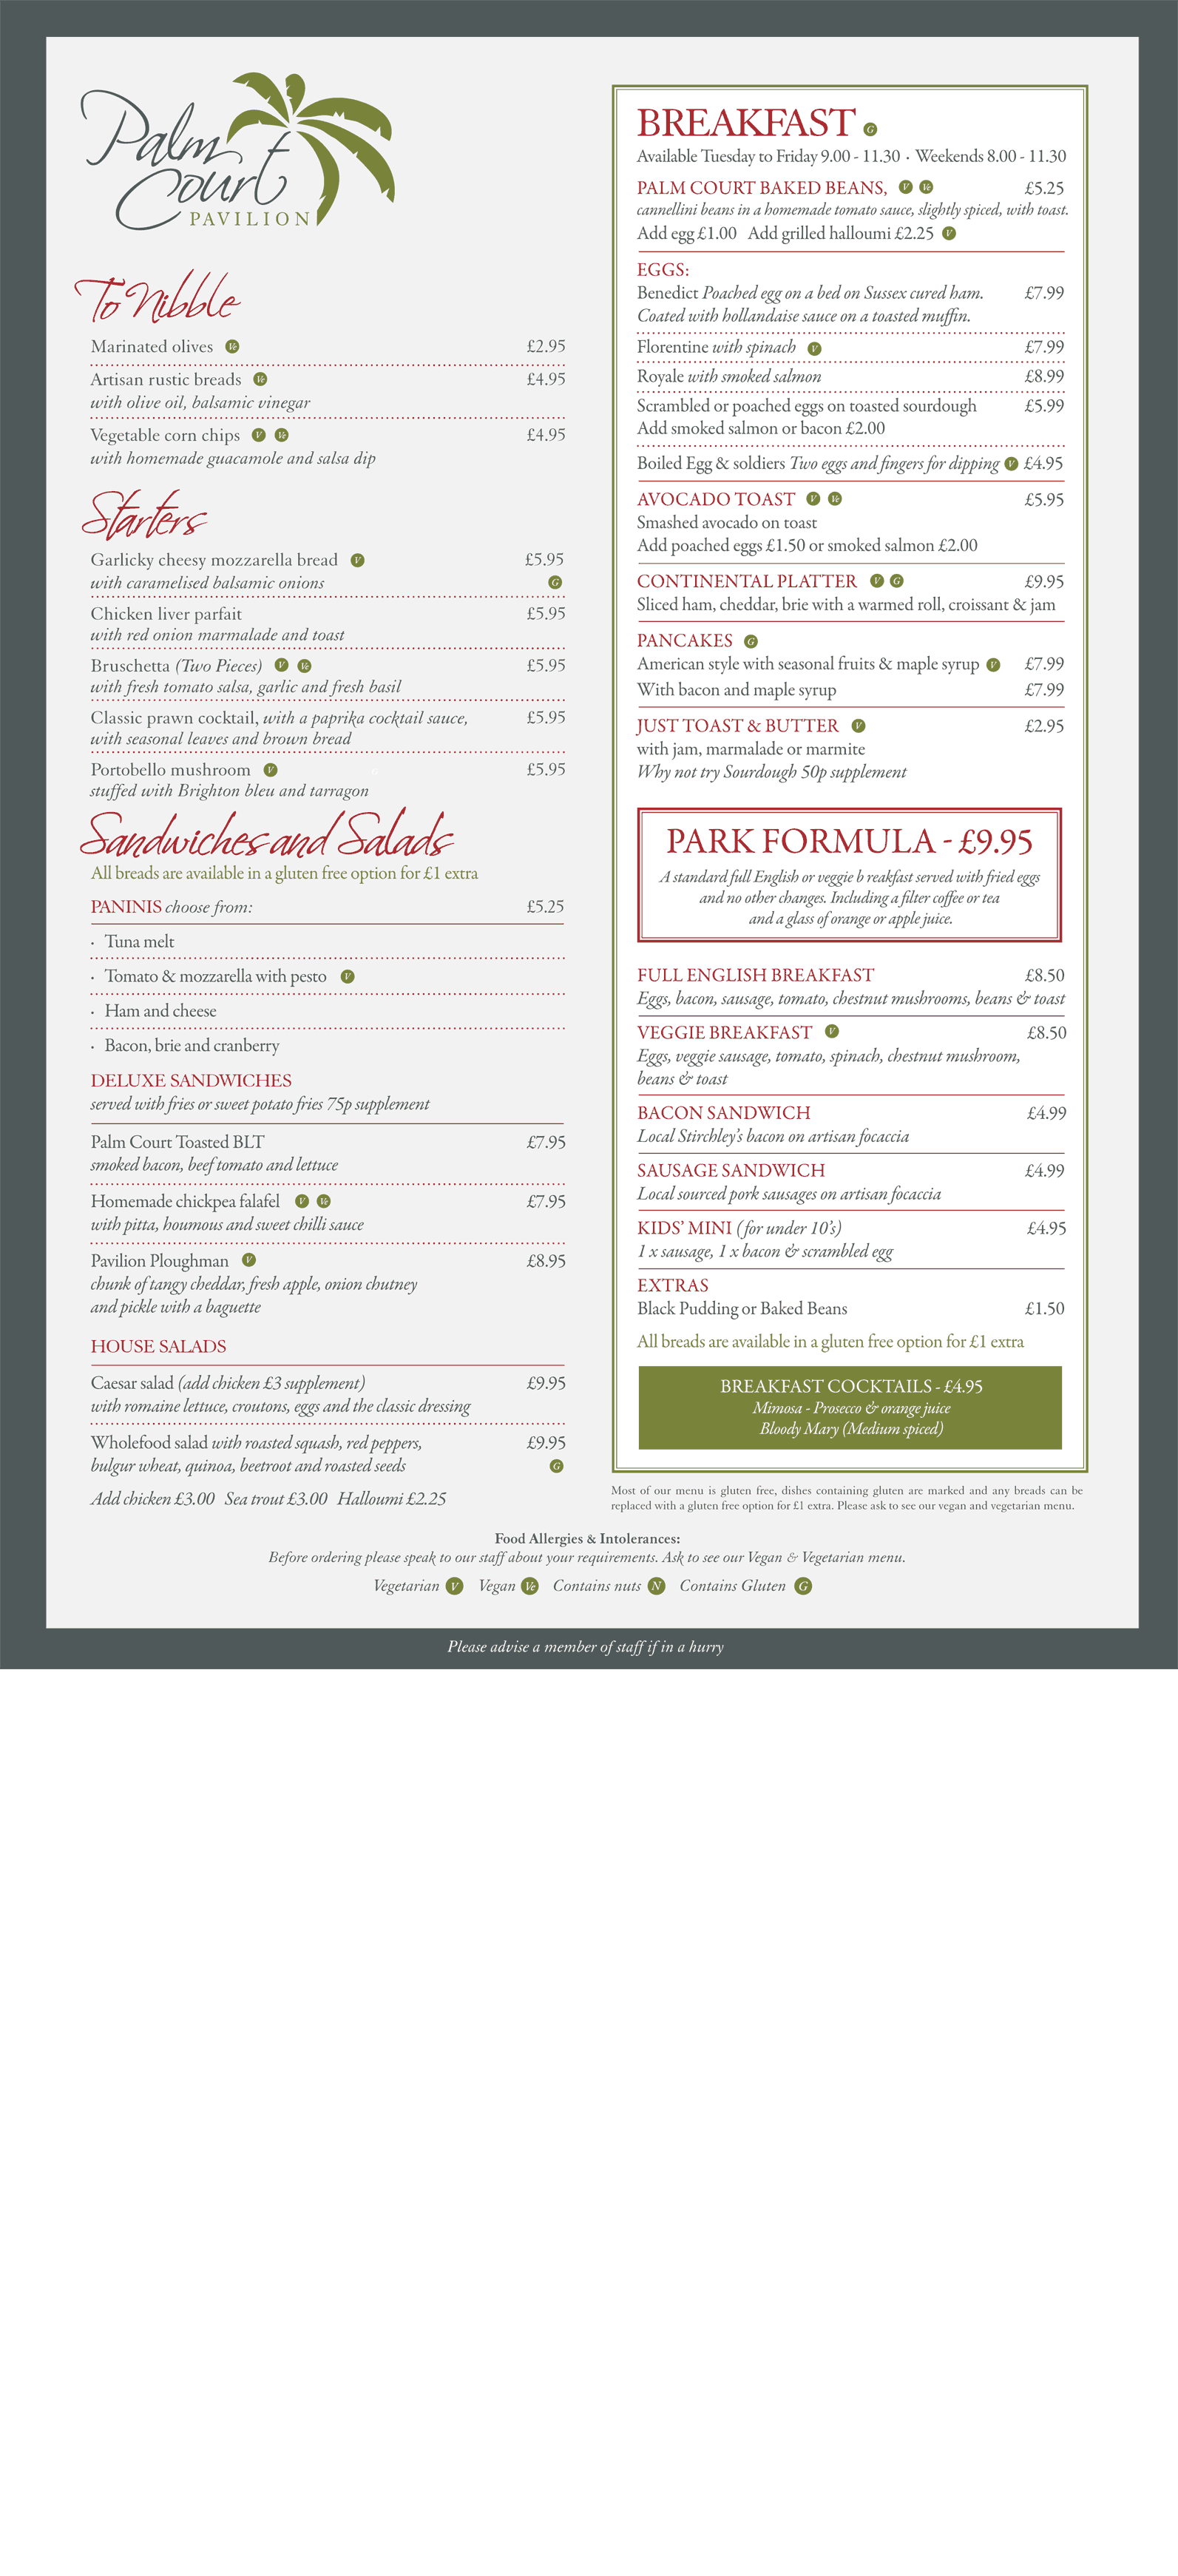 Palm
Court
PAVILION
To Nibble
Marinated olives Ve £2.95
Artisan rustic breads Ve £4.95
with olive oil, balsamic vinegar
Vegetable corn chips V Ve £4.95
with homemade guacamole and salsa dip
Starters
Garlicky cheesy mozzarella bread V £5.95
with caramelised balsamic onions G
Chicken liver parfait £5.95
with red onion marmalade and toast
Bruschetta (Two Pieces) V Ve £5.95
with fresh tomato salsa, garlic and fresh basil
Classic prawn cocktail, with a paprika cocktail sauce, £5.95
with seasonal leaves and brown bread
Portobello mushroom V £5.95
stuffed with Brighton bleu and tarragon
Sandwiches and Salads
All breads are available in a gluten free option for £1 extra
PANINIS choose from: £5.25
· Tuna melt
· Tomato & mozzarella with pesto V
· Ham and cheese
· Bacon, brie and cranberry
DELUXE SANDWICHES
served with fries or sweet potato fries 75p supplement
Palm Court Toasted BLT £7.95
smoked bacon, beef tomato and lettuce
Homemade chickpea falafel V Ve £7.95
with pitta, houmous and sweet chilli sauce
Pavilion Ploughman V £8.95
chunk of tangy cheddar, fresh apple, onion chutney
and pickle with a baguette
HOUSE SALADS
Caesar salad (add chicken £3 supplement) £9.95
with romaine lettuce, croutons, eggs and the classic dressing
Wholefood salad with roasted squash, red peppers, £9.95
bulgur wheat, quinoa, beetroot and roasted seeds G
Add chicken £3.00 Sea trout £3.00 Halloumi £2.25
BREAKFAST G
Available Tuesday to Friday 9.00 - 11.30 · Weekends 8.00 - 11.30
PALM COURT BAKED BEANS, V Ve £5.25
cannellini beans in a homemade tomato sauce, slightly spiced, with toast.
Add egg £1.00 Add grilled halloumi £2.25 V
EGGS:
Benedict Poached egg on a bed on Sussex cured ham. £7.99
Coated with hollandaise sauce on a toasted muffin.
Florentine with spinach V £7.99
Royale with smoked salmon £8.99
Scrambled or poached eggs on toasted sourdough £5.99
Add smoked salmon or bacon £2.00
Boiled Egg & soldiers Two eggs and fingers for dipping V £4.95
AVOCADO TOAST V Ve £5.95
Smashed avocado on toast
Add poached eggs £1.50 or smoked salmon £2.00
CONTINENTAL PLATTER V G £9.95
Sliced ham, cheddar, brie with a warmed roll, croissant & jam
PANCAKES G
American style with seasonal fruits & maple syrup V £7.99
With bacon and maple syrup £7.99
JUST TOAST & BUTTER V £2.95
with jam, marmalade or marmite
Why not try Sourdough 50p supplement
PARK FORMULA - £9.95
A standard full English or veggie b reakfast served with fried eggs
and no other changes. Including a filter coffee or tea
and a glass of orange or apple juice.
FULL ENGLISH BREAKFAST £8.50
Eggs, bacon, sausage, tomato, chestnut mushrooms, beans & toast
VEGGIE BREAKFAST V £8.50
Eggs, veggie sausage, tomato, spinach, chestnut mushroom,
beans & toast
BACON SANDWICH £4.99
Local Stirchley's bacon on artisan focaccia
SAUSAGE SANDWICH £4.99
Local sourced pork sausages on artisan focaccia
KIDS' MINI (for under 10's) £4.95
1 x sausage, 1 x bacon & scrambled egg
EXTRAS
Black Pudding or Baked Beans £1.50
All breads are available in a gluten free option for £1 extra
BREAKFAST COCKTAILS - £4.95
Mimosa - Prosecco & orange juice
Bloody Mary (Medium spiced)
Most of our menu is gluten free, dishes containing gluten are marked and any breads can be
replaced with a gluten free option for £1 extra. Please ask to see our vegan and vegetarian menu.
Food Allergies & Intolerances:
Before ordering please speak to our staff about your requirements. Ask to see our Vegan & Vegetarian menu.
Vegetarian V Vegan Ve Contains nuts N Contains Gluten G
Please advise a member of staff if in a hurry